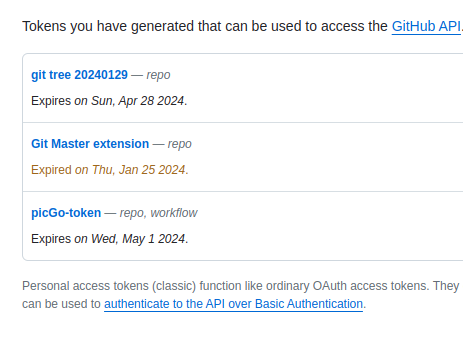 Tokens you have generated that can be used to access the GitHub API.
git tree 20240129 — repo
Expires on Sun, Apr 28 2024.
Git Master extension — repo
Expired on Thu, Jan 25 2024.
picGo-token — repo, workflow
Expires on Wed, May 1 2024.
Personal access tokens (classic) function like ordinary OAuth access tokens. They
can be used to authenticate to the API over Basic Authentication.